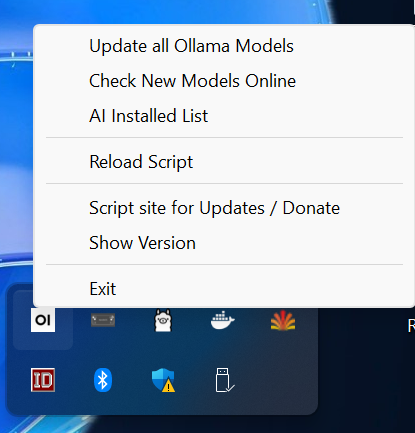 Update all Ollama Models
Check New Models Online
AI Installed List
Reload Script
Script site for Updates / Donate
Show Version
Exit
OI
ID
R